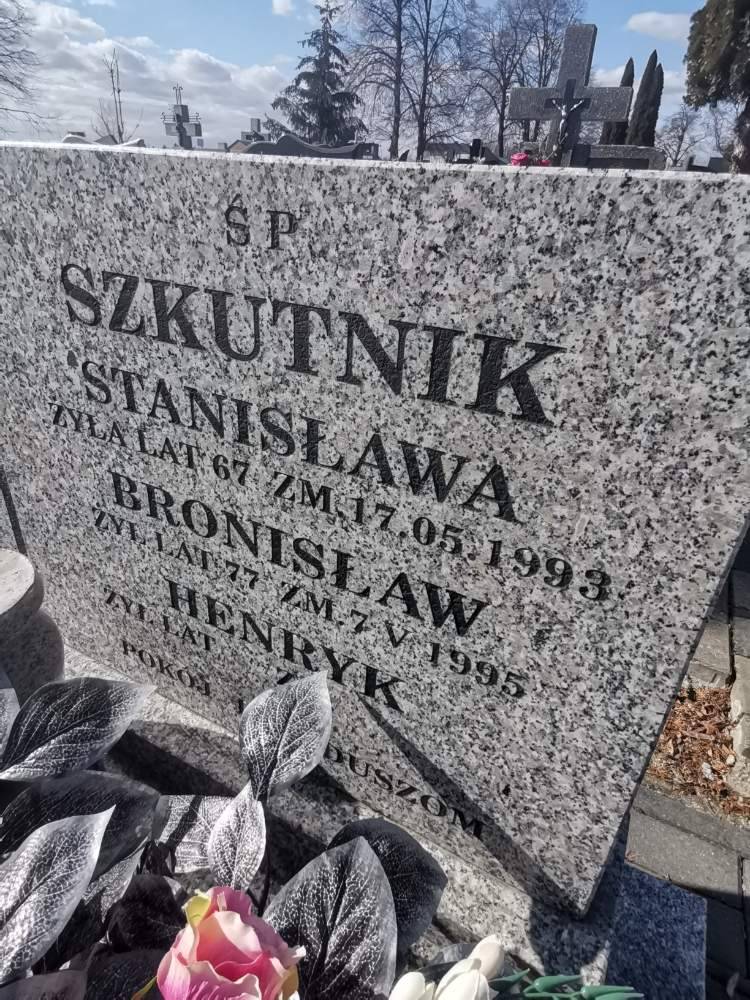 ŚP
SZKUTNIK
STANISŁAWA
ŻYŁA LAT 67 ZM.17.05.1993
BRONISŁAW
ŻYŁ LAT 77 ZM.7 V 1995
HENRYK
ŻYŁ LAT
POKÓJ DUSZOM